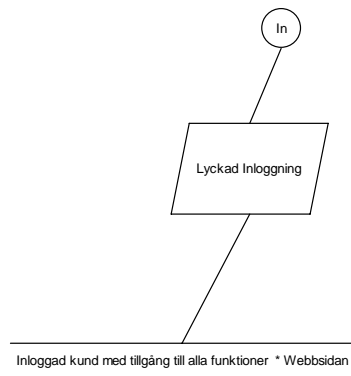 In
Lyckad Inloggning
Inloggad kund med tillgång till alla funktioner * Webbsidan